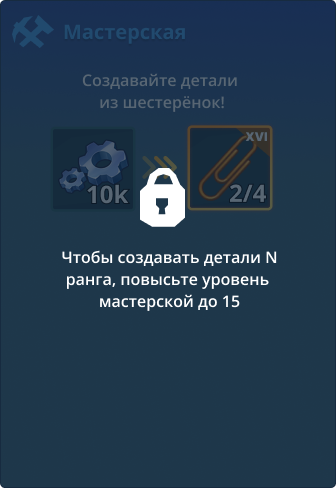 Мастерская
Создавайте детали
из шестерёнок!
XVI
10k
2/4
Чтобы создавать детали N
ранга, повысьте уровень
мастерской до 15